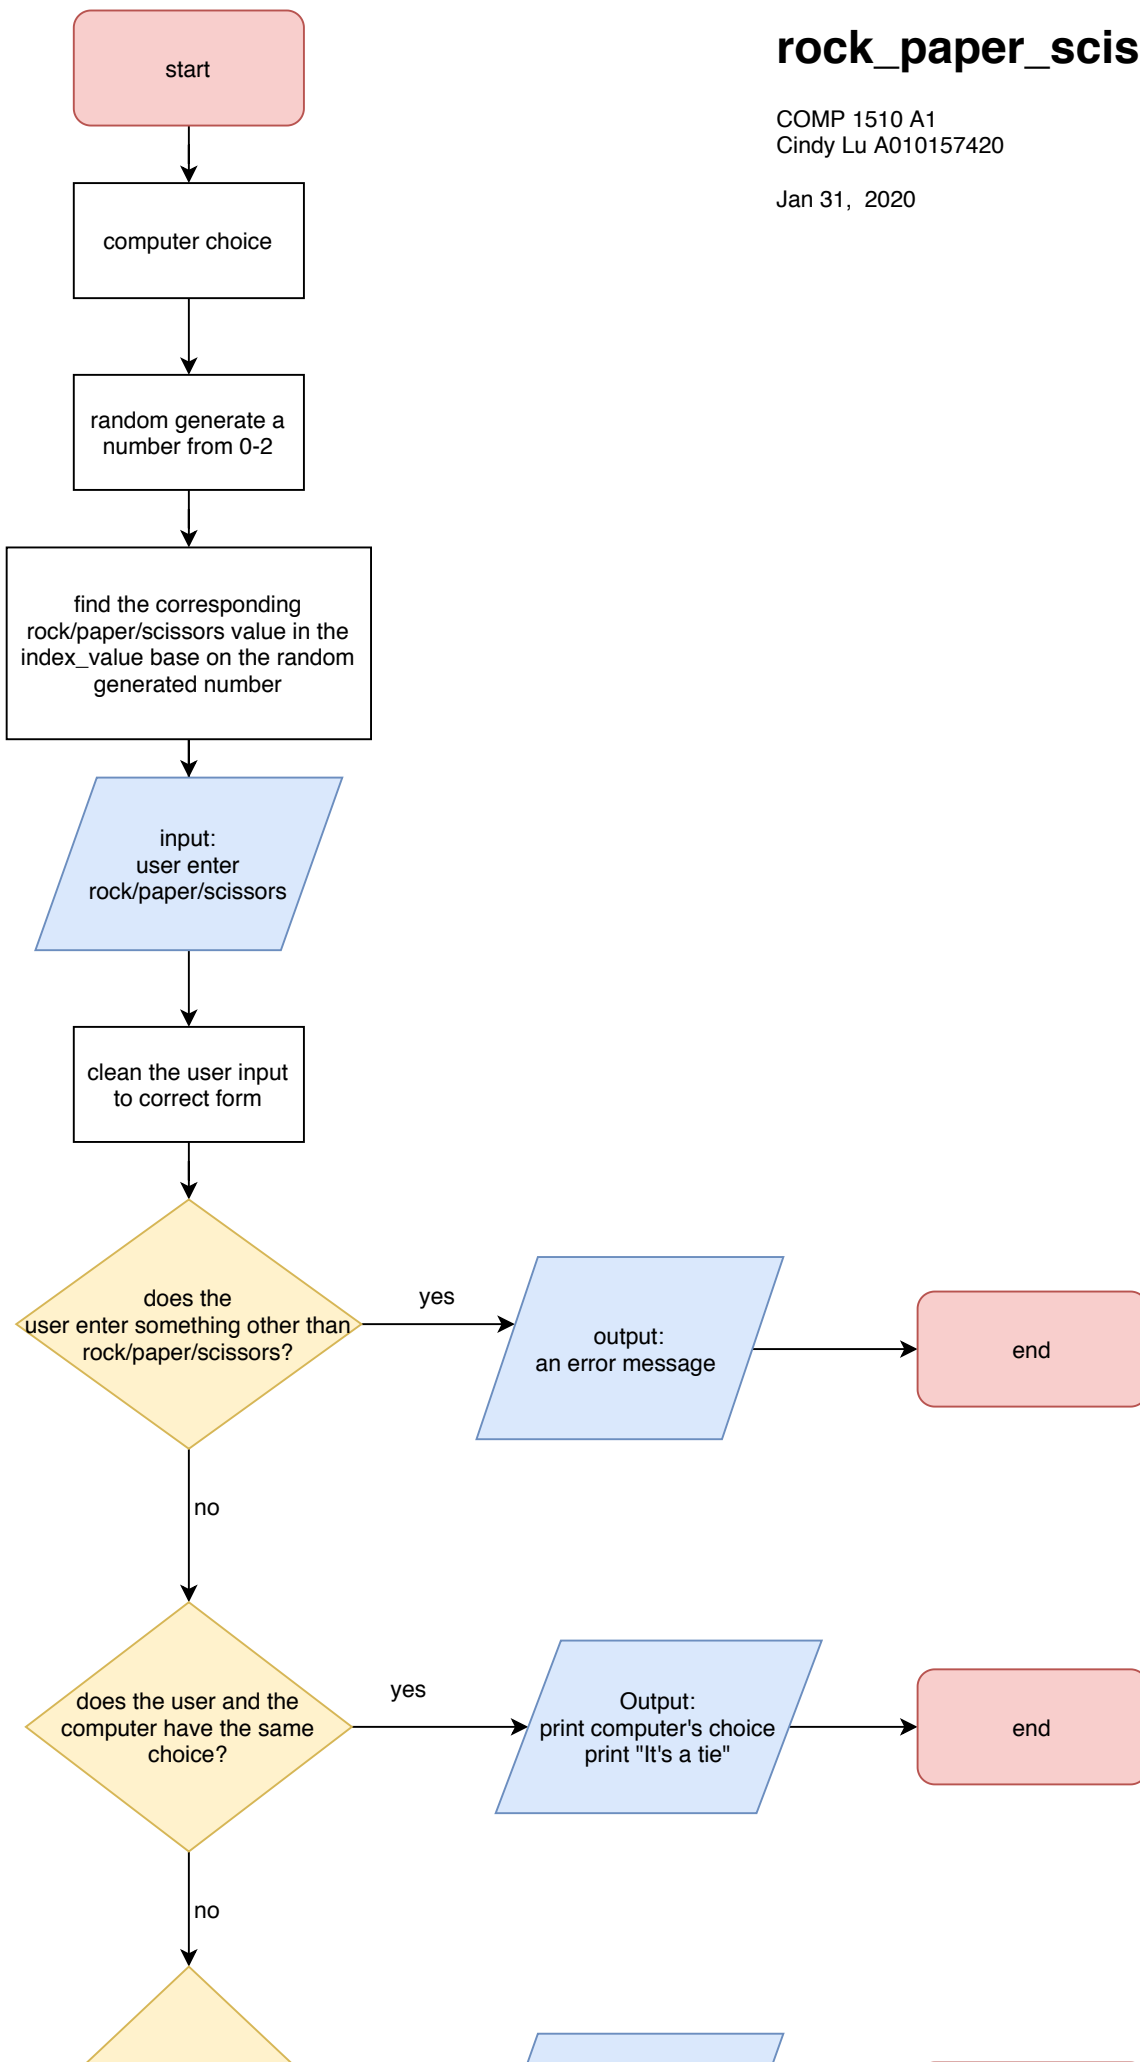 rock_paper_scis
COMP 1510 A1
Cindy Lu A010157420
Jan 31,  2020
start
computer choice
random generate a
number from 0-2
find the corresponding
rock/paper/scissors value in the
index_value base on the random
generated number
input:
user enter
rock/paper/scissors
clean the user input
to correct form
does the
user enter something other than
rock/paper/scissors?
yes
output:
an error message
end
no
does the user and the
computer have the same
choice?
yes
Output:
print computer's choice
print "It's a tie"
end
no